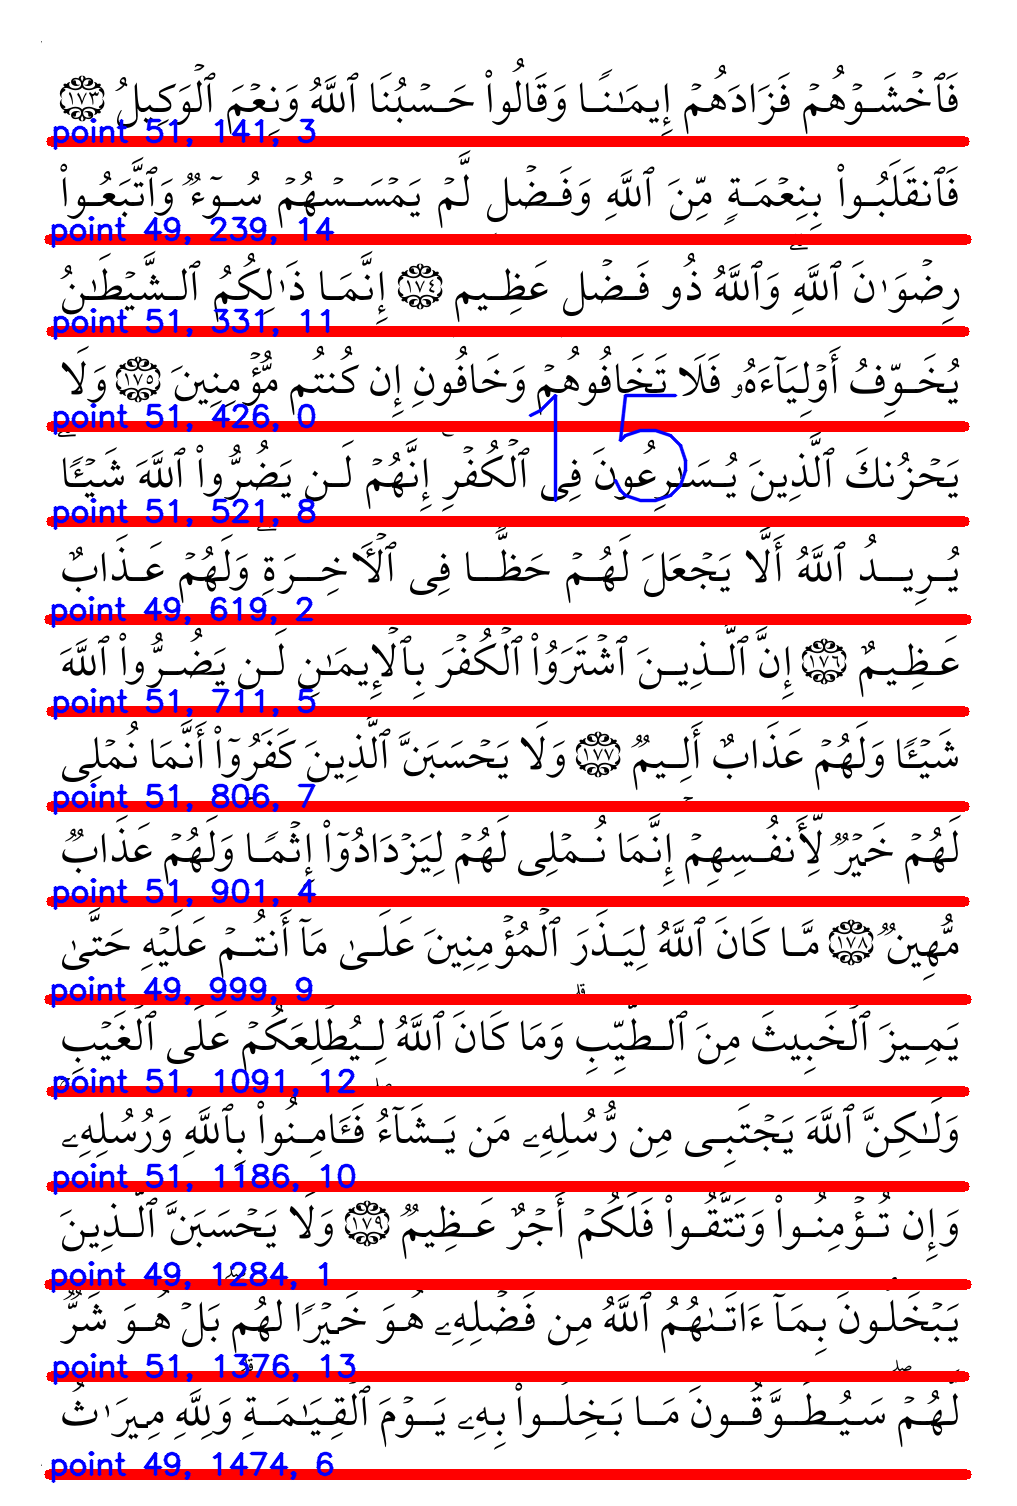 فَٱخۡشَوۡهُمۡ فَزَادَهُمۡ إِيمَٰنٗا وَقَالُواْ حَسۡبُنَا ٱللَّهُ وَنِعۡمَ ٱلۡوَكِيلُ ١٧٣
point 51, 141, 3
فَٱنقَلَبُواْ بِنِعۡمَةٖ مِّنَ ٱللَّهِ وَفَضۡلٖ لَّمۡ يَمۡسَسۡهُمۡ سُوٓءٞ وَٱتَّبَعُواْ
point 49, 239, 14
رِضۡوَٰنَ ٱللَّهِۗ وَٱللَّهُ ذُو فَضۡلٍ عَظِيمٍ ١٧٤ إِنَّمَا ذَٰلِكُمُ ٱلشَّيۡطَٰنُ
point 51, 331, 11
يُخَوِّفُ أَوۡلِيَآءَهُۥ فَلَا تَخَافُوهُمۡ وَخَافُونِ إِن كُنتُم مُّؤۡمِنِينَ ١٧٥ وَلَا
15
point 51, 426, 0
يَحۡزُنكَ ٱلَّذِينَ يُسَٰرِعُونَ فِي ٱلۡكُفۡرِۚ إِنَّهُمۡ لَن يَضُرُّواْ ٱللَّهَ شَيۡـٔٗاۗ
point 51, 521, 8
يُرِيدُ ٱللَّهُ أَلَّا يَجۡعَلَ لَهُمۡ حَظّٗا فِي ٱلۡأٓخِرَةِۖ وَلَهُمۡ عَذَابٌ
point 49, 619, 2
عَظِيمٌ ١٧٦ إِنَّ ٱلَّذِينَ ٱشۡتَرَوُاْ ٱلۡكُفۡرَ بِٱلۡإِيمَٰنِ لَن يَضُرُّواْ ٱللَّهَ
point 51, 711, 5
شَيۡـٔٗا وَلَهُمۡ عَذَابٌ أَلِيمٞ ١٧٧ وَلَا يَحۡسَبَنَّ ٱلَّذِينَ كَفَرُوٓاْ أَنَّمَا نُمۡلِي
point 51, 806, 7
لَهُمۡ خَيۡرٞ لِّأَنفُسِهِمۡۚ إِنَّمَا نُمۡلِي لَهُمۡ لِيَزۡدَادُوٓاْ إِثۡمٗاۖ وَلَهُمۡ عَذَابٞ
point 51, 901, 4
مُّهِينٞ ١٧٨ مَّا كَانَ ٱللَّهُ لِيَذَرَ ٱلۡمُؤۡمِنِينَ عَلَىٰ مَآ أَنتُمۡ عَلَيۡهِ حَتَّىٰ
point 49, 999, 9
يَمِيزَ ٱلۡخَبِيثَ مِنَ ٱلطَّيِّبِۗ وَمَا كَانَ ٱللَّهُ لِيُطۡلِعَكُمۡ عَلَى ٱلۡغَيۡبِ
point 51, 1091, 12
وَلَٰكِنَّ ٱللَّهَ يَجۡتَبِي مِن رُّسُلِهِۦ مَن يَشَآءُۖ فَـَٔامِنُواْ بِٱللَّهِ وَرُسُلِهِۦۚ
point 51, 1186, 10
وَإِن تُؤۡمِنُواْ وَتَتَّقُواْ فَلَكُمۡ أَجۡرٌ عَظِيمٞ ١٧٩ وَلَا يَحۡسَبَنَّ ٱلَّذِينَ
point 49, 1284, 1
يَبۡخَلُونَ بِمَآ ءَاتَىٰهُمُ ٱللَّهُ مِن فَضۡلِهِۦ هُوَ خَيۡرٗا لَّهُمۖ بَلۡ هُوَ شَرّٞ
point 51, 1376, 13
لَّهُمۡۖ سَيُطَوَّقُونَ مَا بَخِلُواْ بِهِۦ يَوۡمَ ٱلۡقِيَٰمَةِۗ وَلِلَّهِ مِيرَٰثُ
point 49, 1474, 6